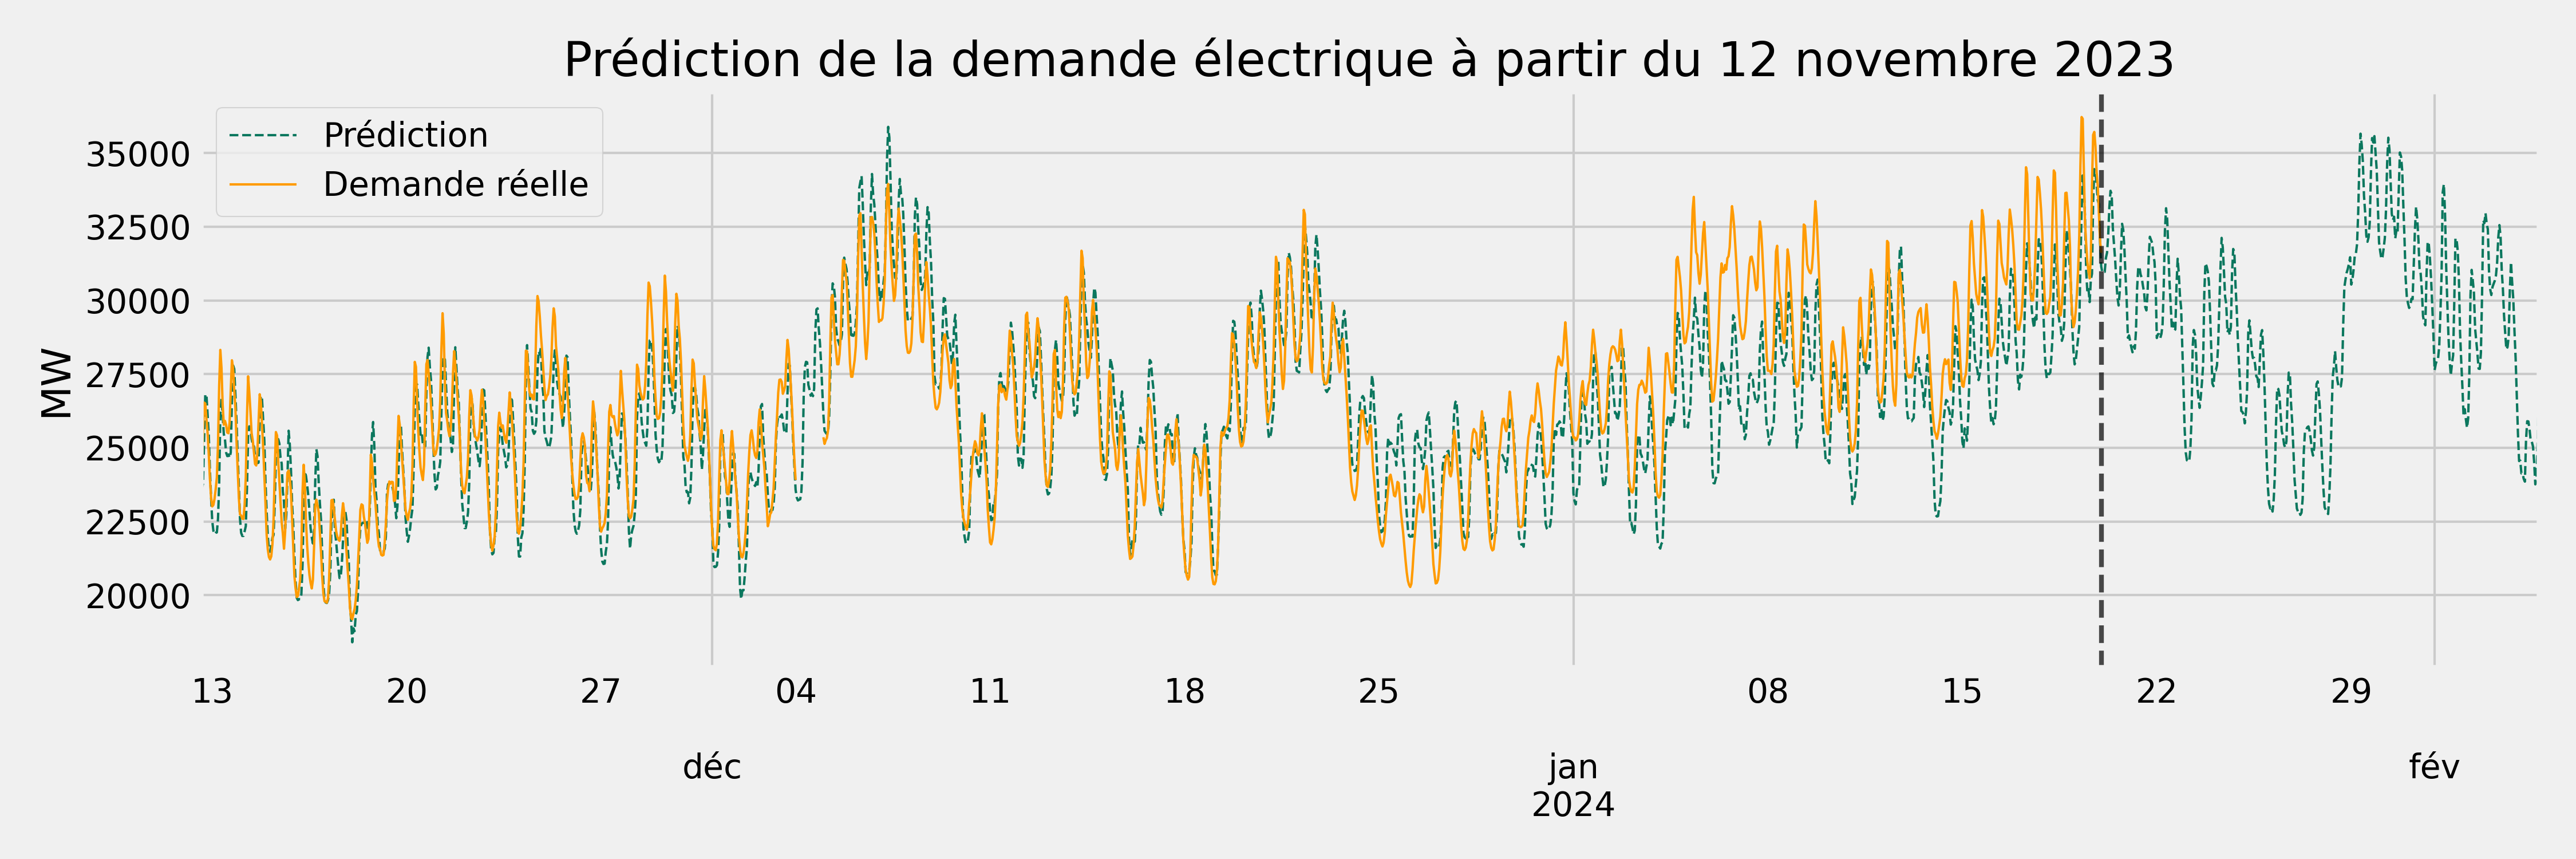 Prédiction de la demande électrique à partir du 12 novembre 2023
Prédiction
Demande réelle
MW
35000
32500
30000
27500
25000
22500
20000
13 20 27 04 11 18 25 08 15 22 29
déc jan fév
2024